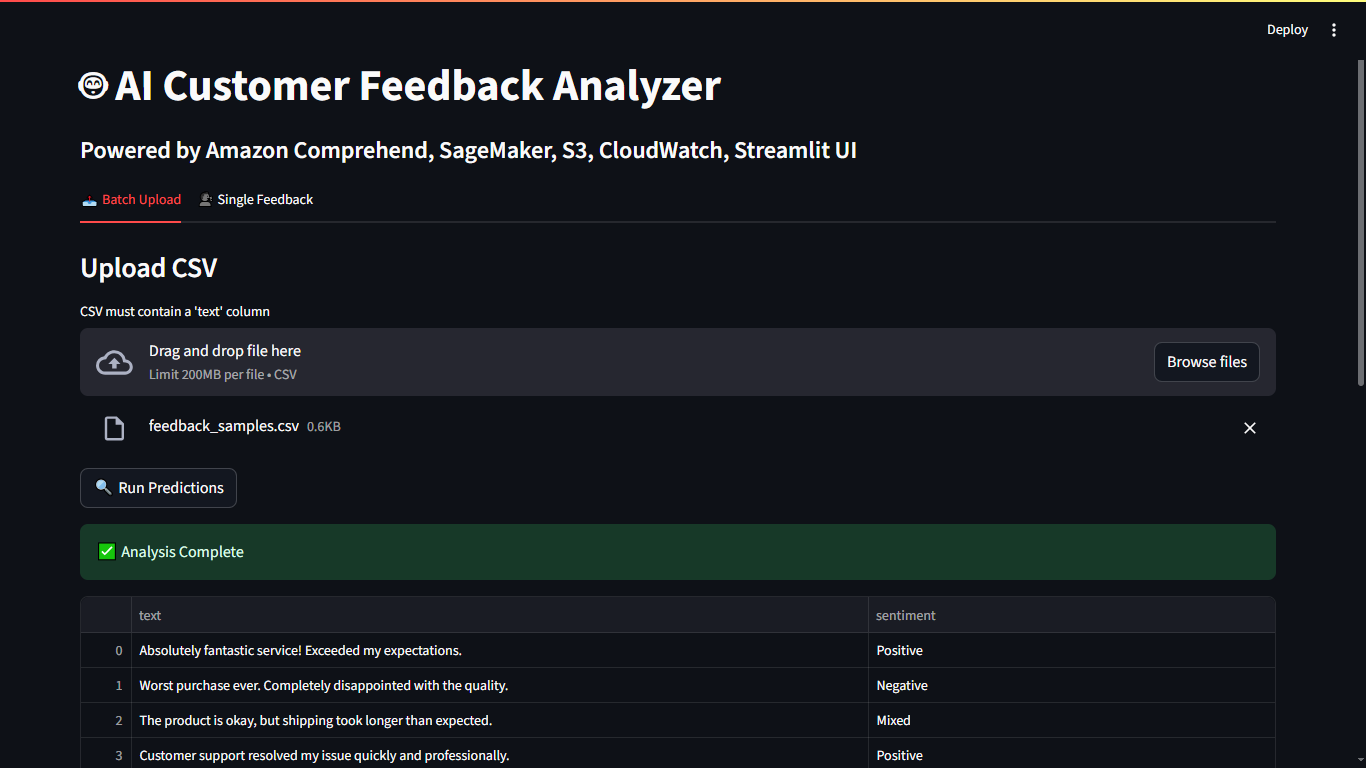 Deploy
AI Customer Feedback Analyzer
Powered by Amazon Comprehend, SageMaker, S3, CloudWatch, Streamlit UI
Batch Upload Single Feedback
Upload CSV
CSV must contain a 'text' column
Drag and drop file here
Limit 200MB per file • CSV
Browse files
feedback_samples.csv 0.6KB
Run Predictions
Analysis Complete
text sentiment
0 Absolutely fantastic service! Exceeded my expectations. Positive
1 Worst purchase ever. Completely disappointed with the quality. Negative
2 The product is okay, but shipping took longer than expected. Mixed
3 Customer support resolved my issue quickly and professionally. Positive